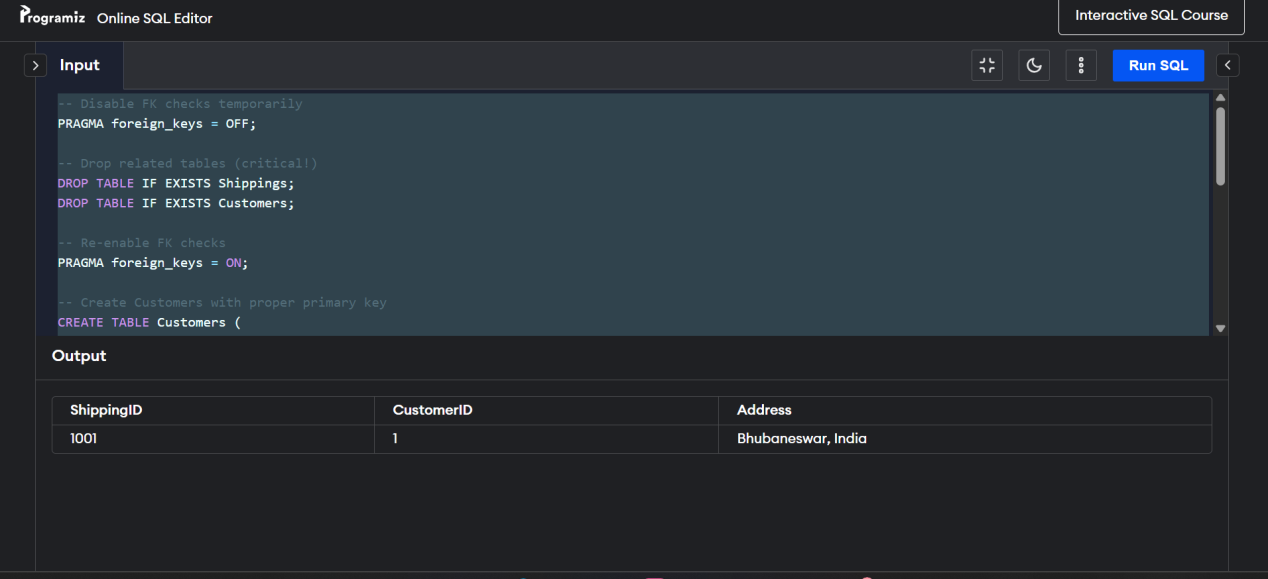 Programiz Online SQL Editor
Interactive SQL Course
Input
Run SQL
-- Disable FK checks temporarily
PRAGMA foreign_keys = OFF;
-- Drop related tables (critical!)
DROP TABLE IF EXISTS Shippings;
DROP TABLE IF EXISTS Customers;
-- Re-enable FK checks
PRAGMA foreign_keys = ON;
-- Create Customers with proper primary key
CREATE TABLE Customers (
Output
ShippingID CustomerID Address
1001 1 Bhubaneswar, India